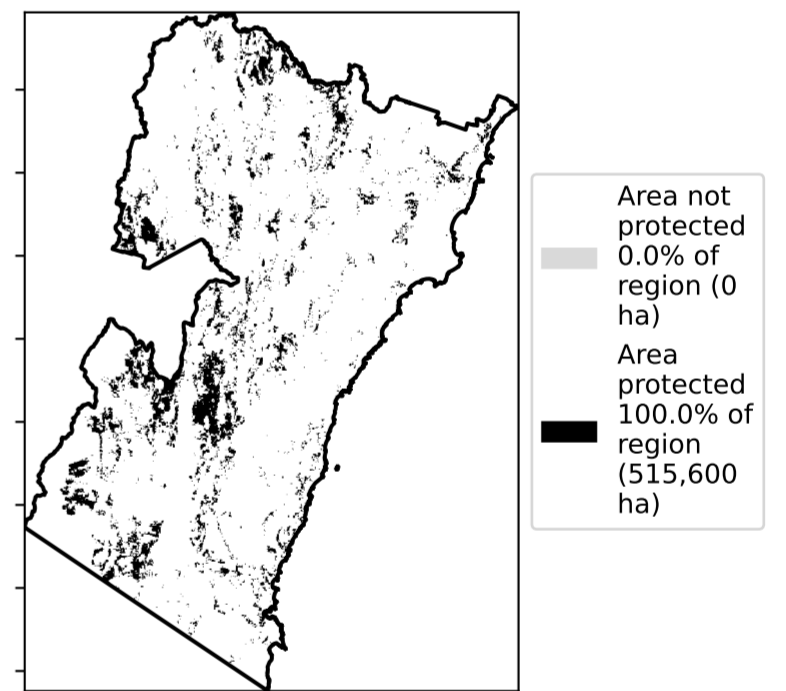 Area not
protected
0.0% of
region (0
ha)
Area
protected
100.0% of
region
(515,600
ha)